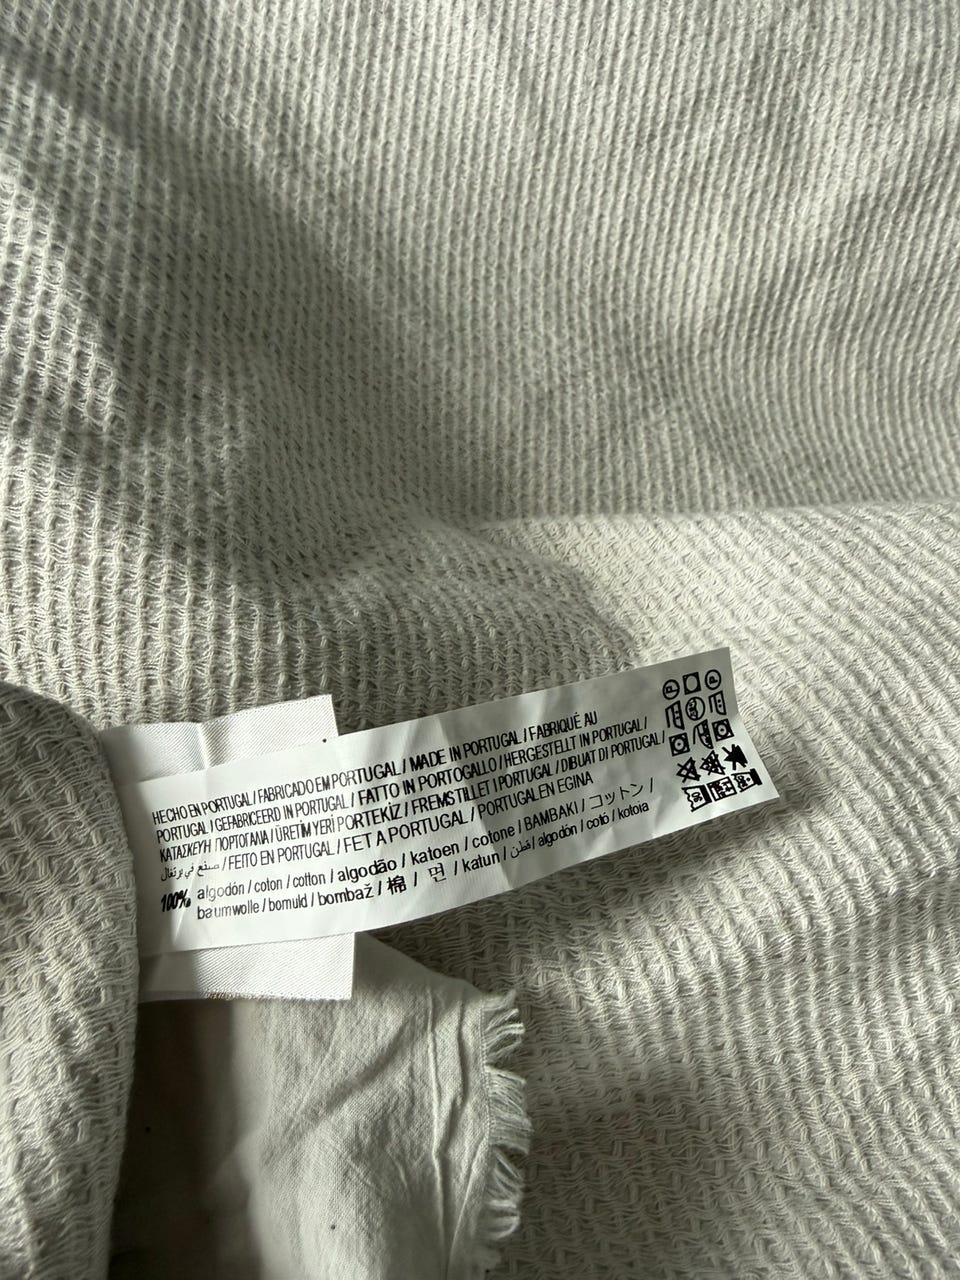 HECHO EN PORTUGAL / FABRICADO EM PORTUGAL / MADE IN PORTUGAL / FABRIQUÉ AU
PORTUGAL / GEFABRICEERD IN PORTUGAL / FATTO IN PORTOGALLO / HERGESTELLT IN PORTUGAL /
ΚΑΤΑΣΚΕΥΗ ΠΟΡΤΟΓΑΛΙΑ / ÜRETİM YERİ PORTEKİZ / FREMSTILLET I PORTUGAL / DIBUAT DI PORTUGAL /
صنع في برتغال / FEITO EN PORTUGAL / FET A PORTUGAL / PORTUGALEN EGINA
100% algodón / coton / cotton / algodão / katoen / cotone / BAMBAKI / コットン /
baumwolle / bomuld / bombaž / 棉 / 면 / katun / قطن / algodón / cotó / kotoia